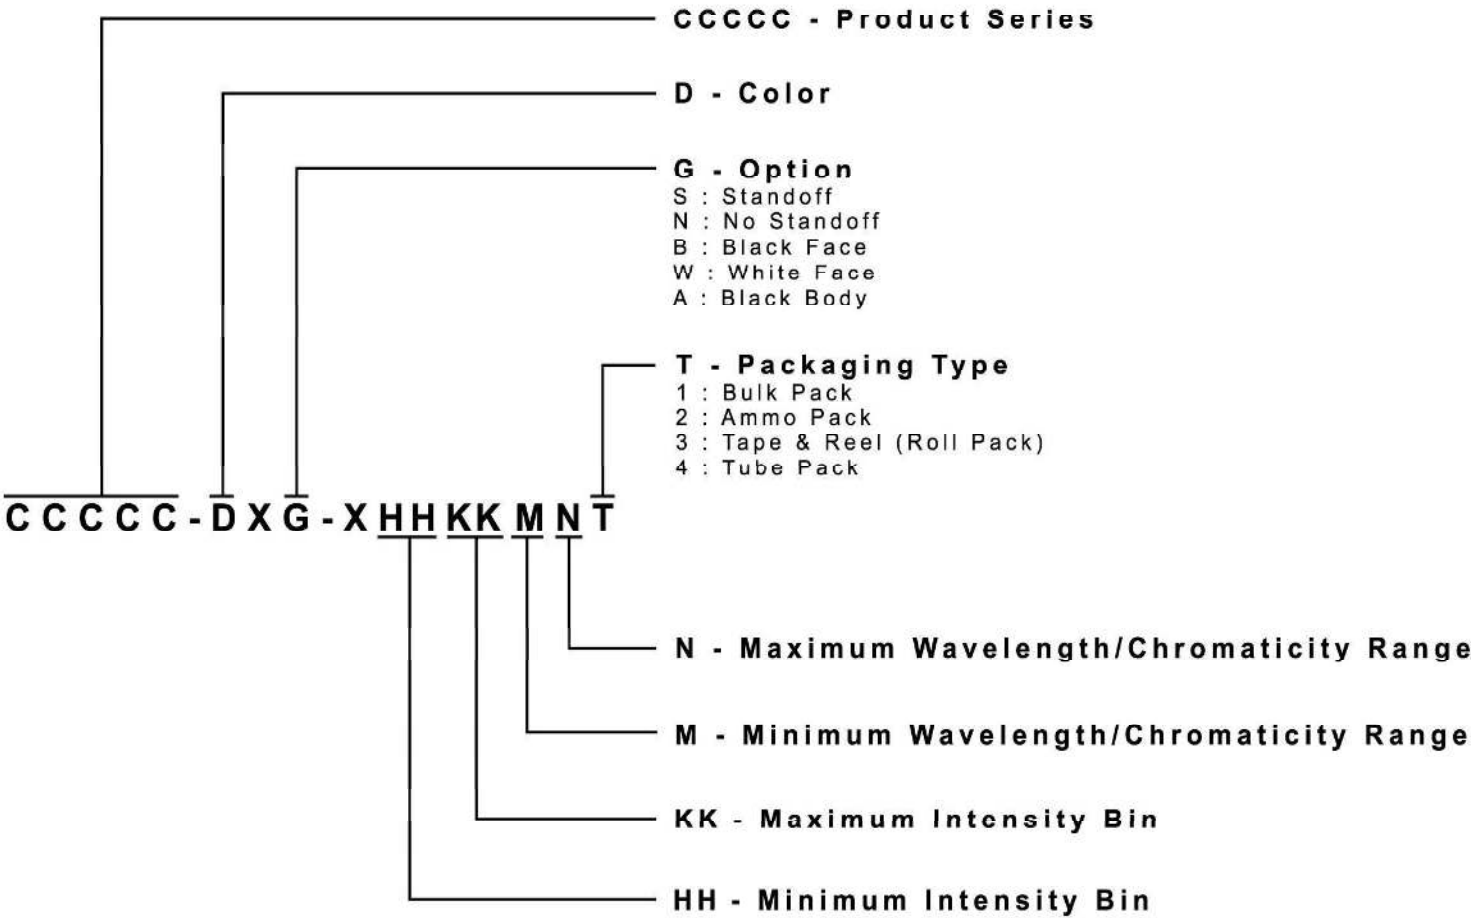 CCCCC - Product Series
D - Color
G - Option
S : Standoff
N : No Standoff
B : Black Face
W : White Face
A : Black Body
T - Packaging Type
1 : Bulk Pack
2 : Ammo Pack
3 : Tape & Reel (Roll Pack)
4 : Tube Pack
CCCCC-DXG-XHHKKMNT
N - Maximum Wavelength/Chromaticity Range
M - Minimum Wavelength/Chromaticity Range
KK - Maximum Intensity Bin
HH - Minimum Intensity Bin